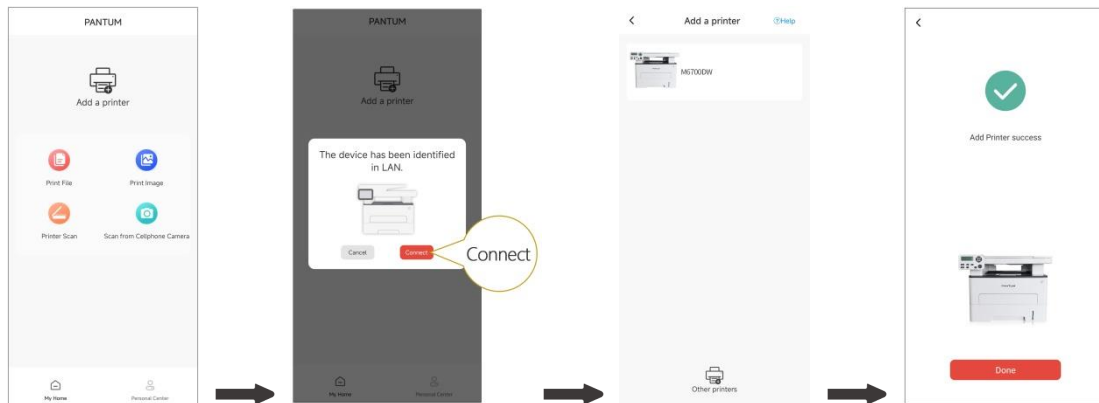 PANTUM
Add a printer
Print File
Print Image
Printer Scan
Scan from Cellphone Camera
My Home
Personal Center
PANTUM
Add a printer
The device has been identified
in LAN.
Cancel
Connect
Connect
My Home
Personal Center
Add a printer
?Help
M6700DW
Other printers
Add Printer success
PANTUM
Done